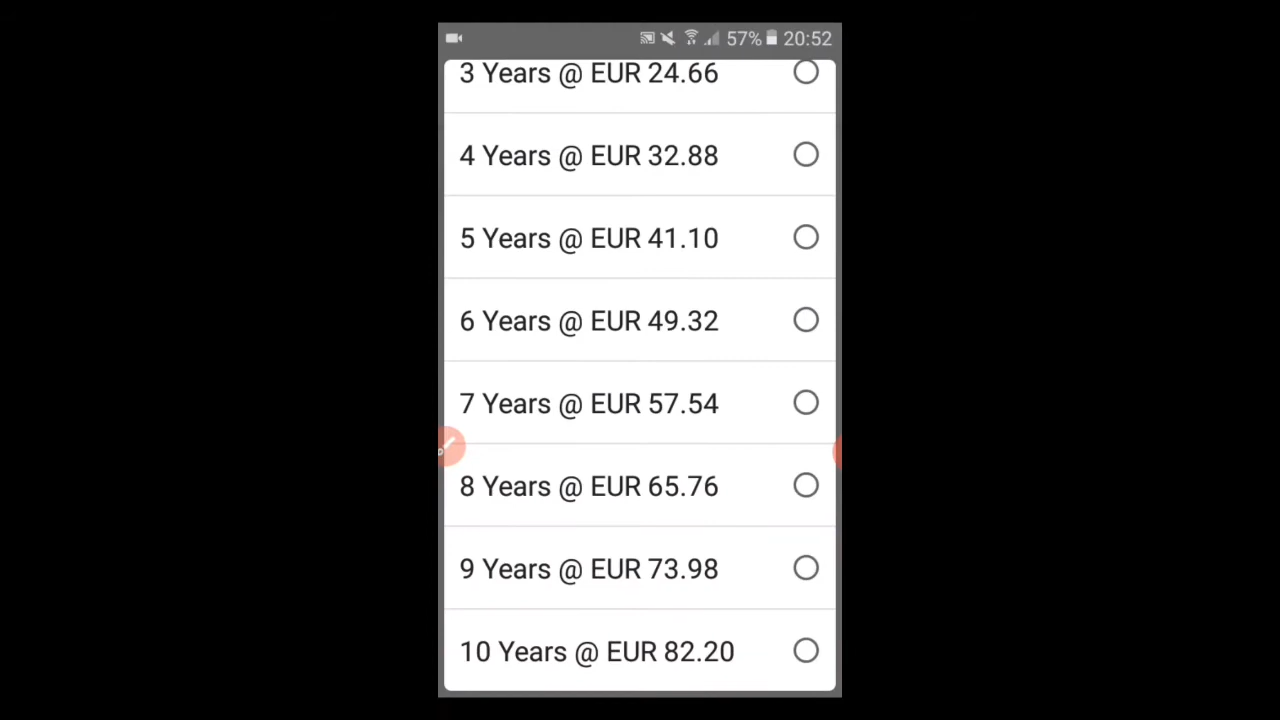 57% 20:52
3 Years @ EUR 24.66
4 Years @ EUR 32.88
5 Years @ EUR 41.10
6 Years @ EUR 49.32
7 Years @ EUR 57.54
8 Years @ EUR 65.76
9 Years @ EUR 73.98
10 Years @ EUR 82.20